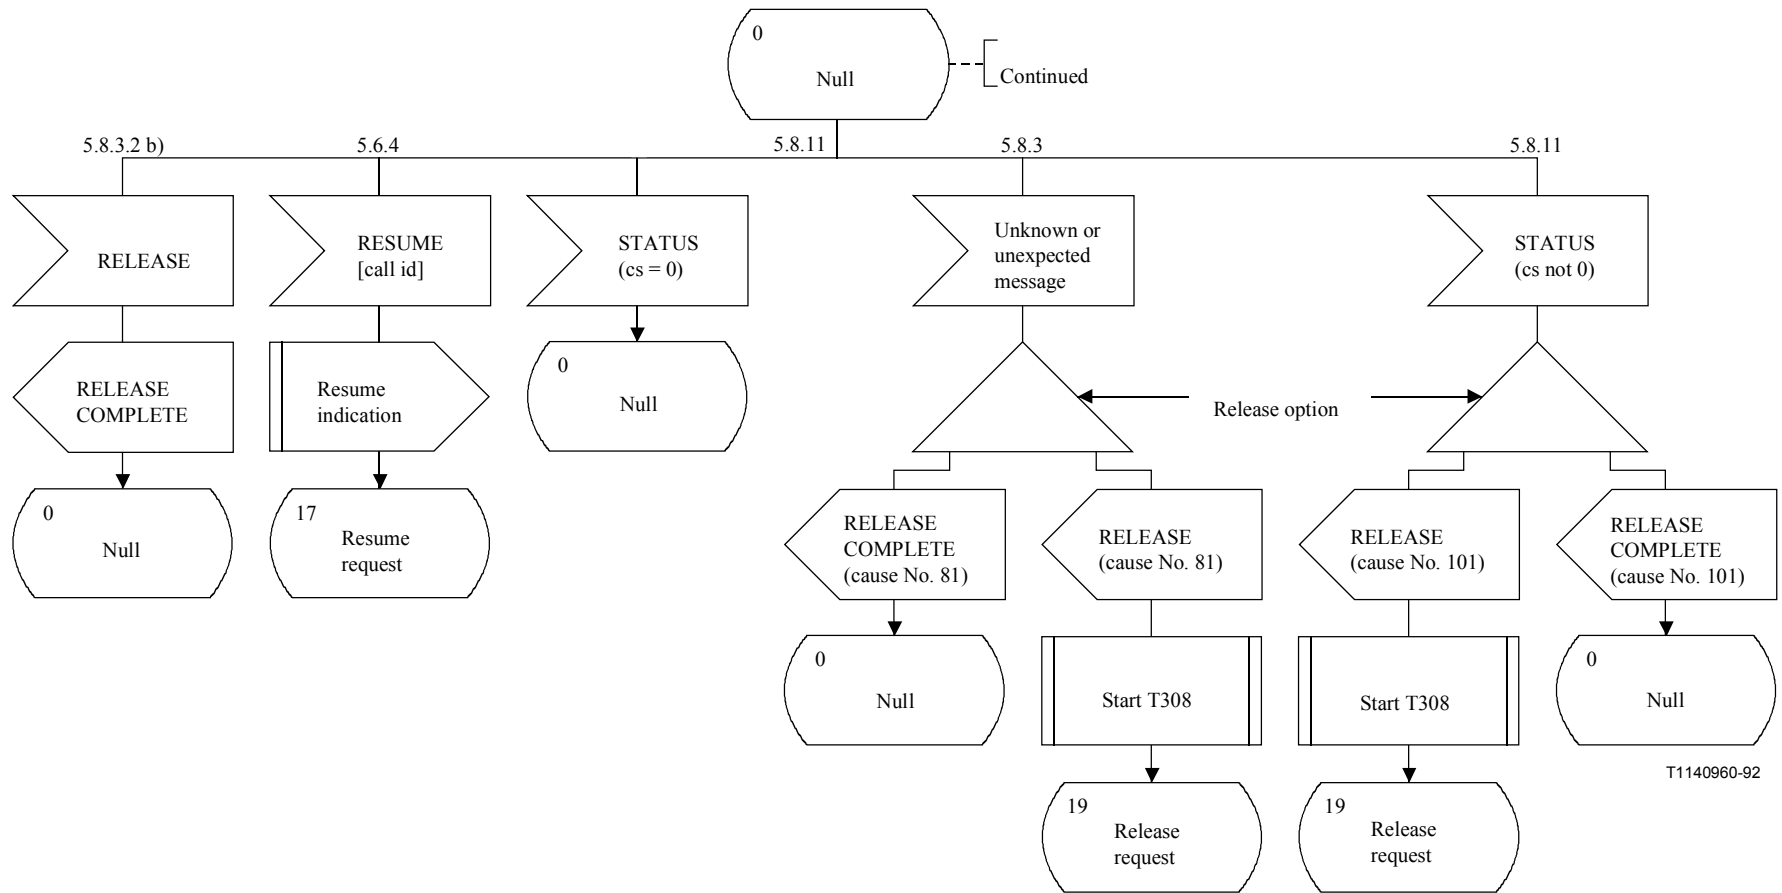 0
Null
Continued
5.8.3.2 b)
5.6.4
5.8.11
5.8.3
5.8.11
RELEASE
RESUME
[call id]
STATUS
(cs = 0)
Unknown or
unexpected
message
STATUS
(cs not 0)
RELEASE
COMPLETE
Resume
indication
0
Null
Release option
0
Null
17
Resume
request
RELEASE
COMPLETE
(cause No. 81)
RELEASE
(cause No. 81)
RELEASE
(cause No. 101)
RELEASE
COMPLETE
(cause No. 101)
0
Null
Start T308
Start T308
0
Null
T1140960-92
19
Release
request
19
Release
request